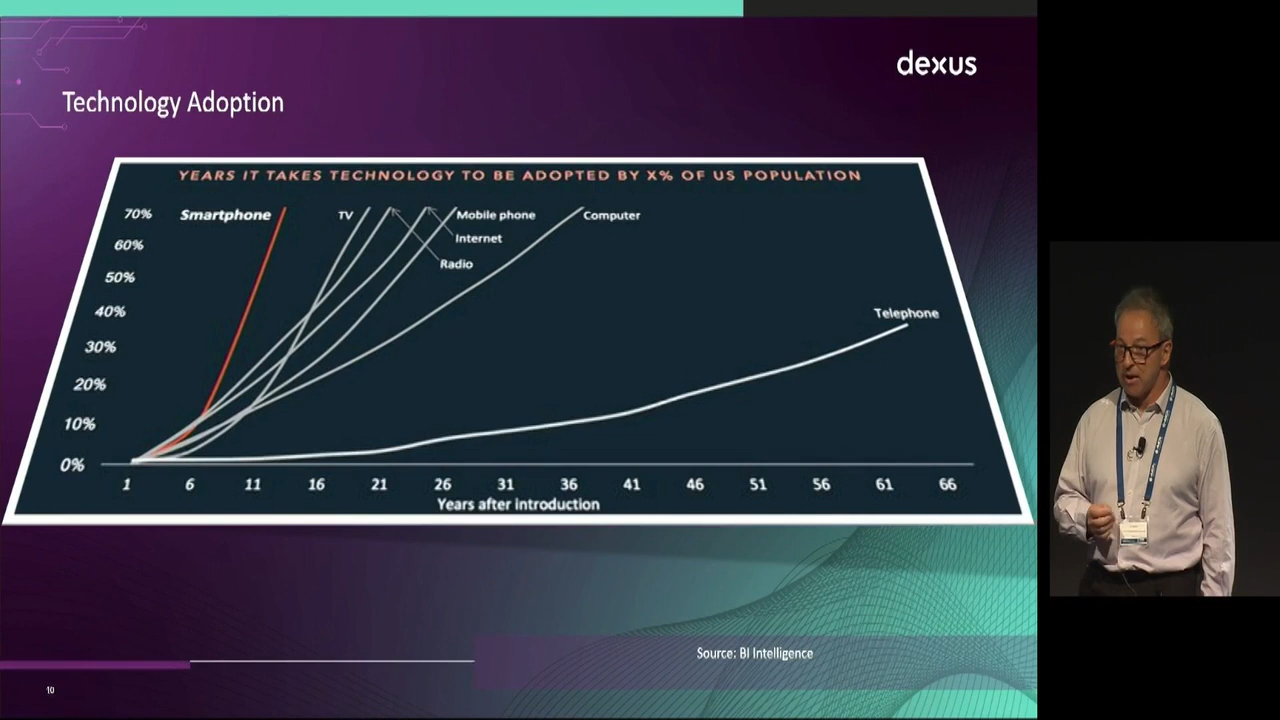 dexus
Technology Adoption
YEARS IT TAKES TECHNOLOGY TO BE ADOPTED BY X% OF US POPULATION
70%
60%
50%
40%
30%
20%
10%
0%
Smartphone
TV
Mobile phone
Computer
Internet
Radio
Telephone
1 6 11 16 21 26 31 36 41 46 51 56 61 66
Years after introduction
Source: BI Intelligence
10